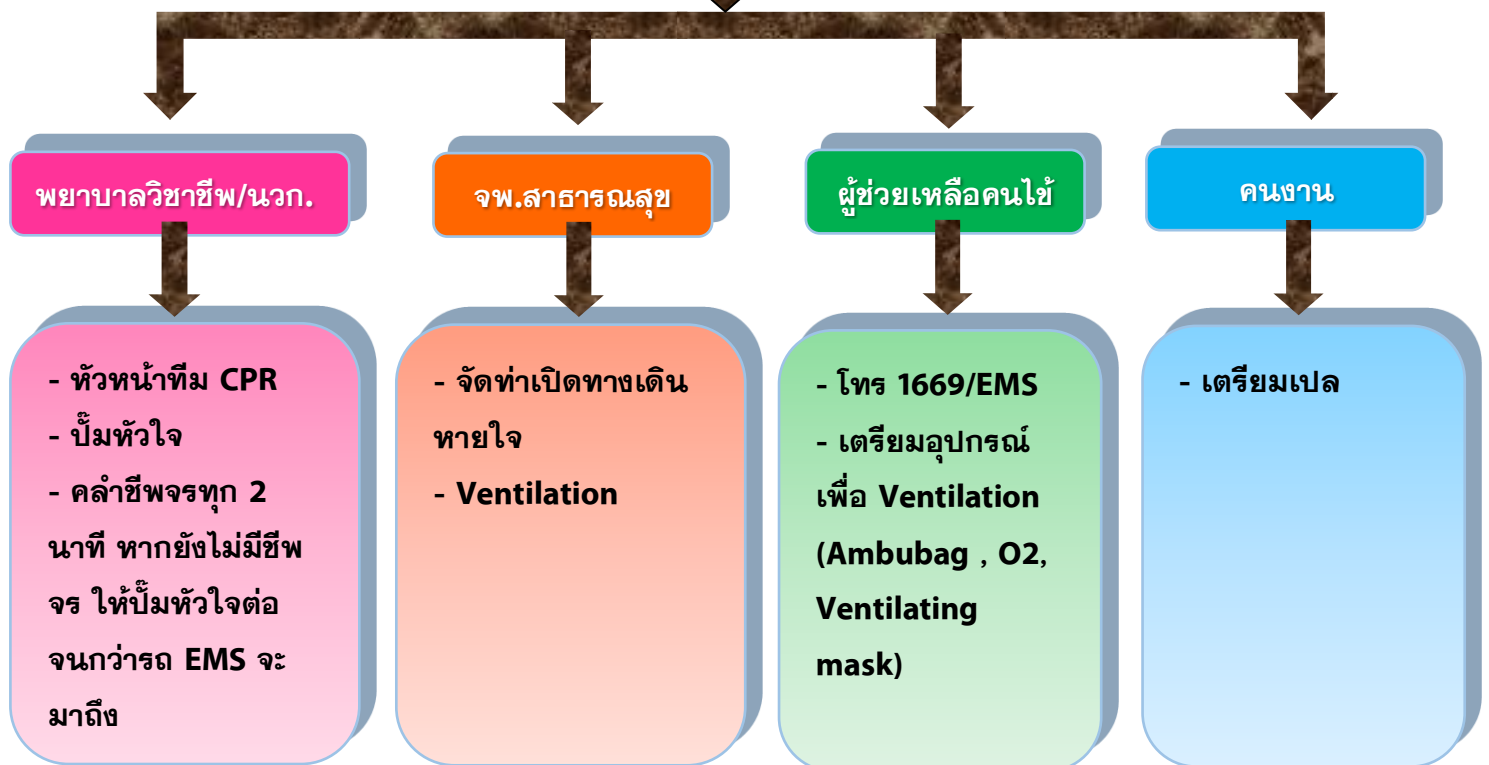 พยาบาลวิชาชีพ/นวก.
- หัวหน้าทีม CPR
- ปั๊มหัวใจ
- คลำชีพจรทุก 2
นาที หากยังไม่มีชีพ
จร ให้ปั๊มหัวใจต่อ
จนกว่ารถ EMS จะ
มาถึง
จพ.สาธารณสุข
- จัดท่าเปิดทางเดิน
หายใจ
- Ventilation
ผู้ช่วยเหลือคนไข้
- โทร 1669/EMS
- เตรียมอุปกรณ์
เพื่อ Ventilation
(Ambubag , O2,
Ventilating
mask)
คนงาน
- เตรียมเปล